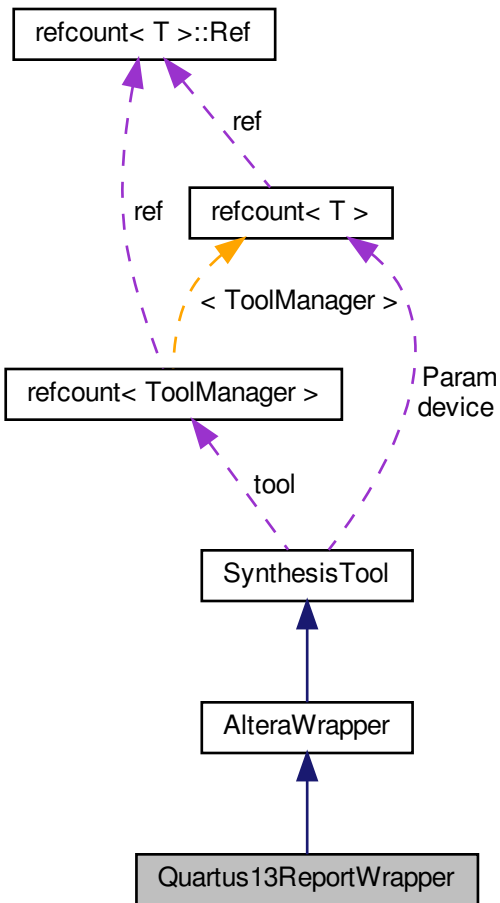 refcount< T >::Ref
ref
refcount< T >
ref
< ToolManager >
refcount< ToolManager >
Param
device
tool
SynthesisTool
AlteraWrapper
Quartus13ReportWrapper